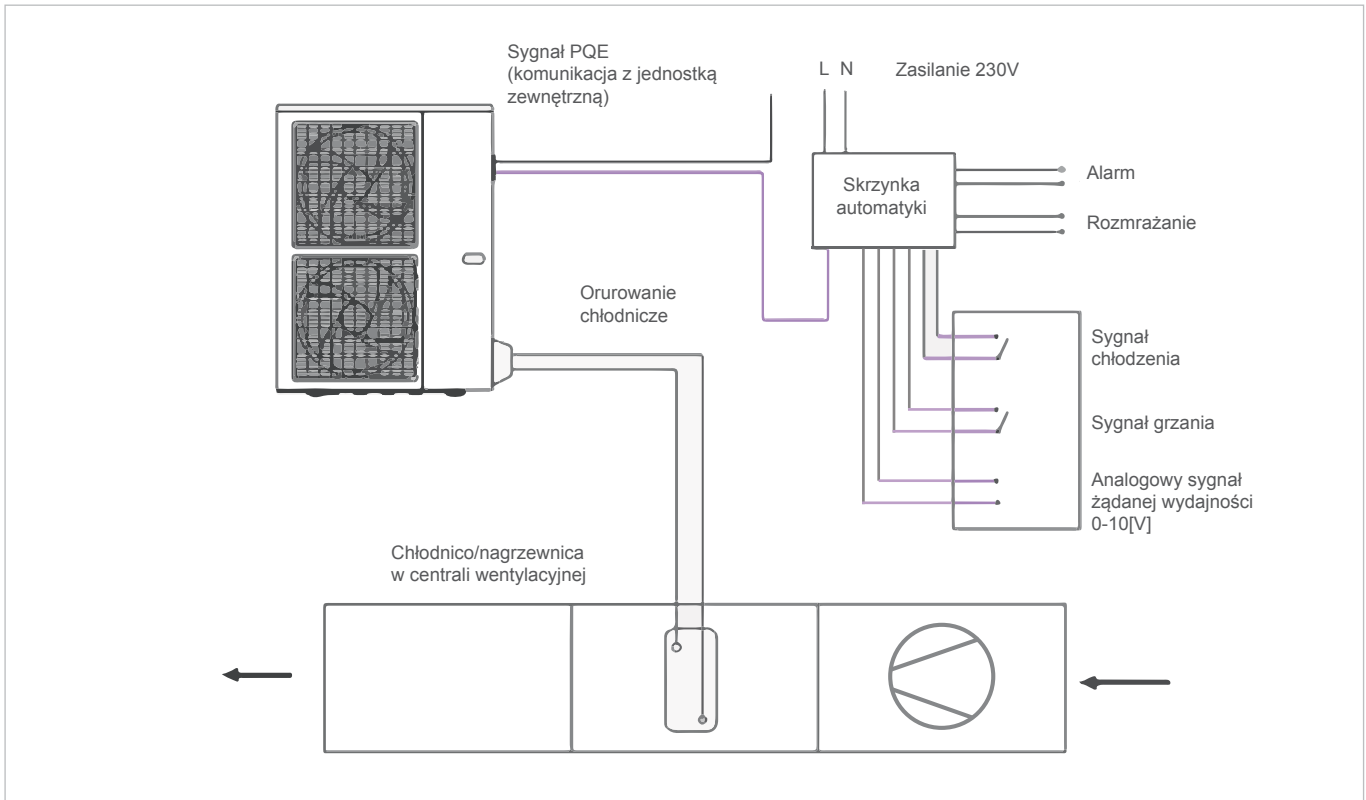 Sygnał PQE
(komunikacja z jednostką
zewnętrzną)
L N
Zasilanie 230V
Skrzynka
automatyki
Alarm
Rozmrażanie
Orurowanie
chłodnicze
Sygnał
chłodzenia
Sygnał grzania
Analogowy sygnał
żądanej wydajności
0-10[V]
Chłodnico/nagrzewnica
w centrali wentylacyjnej